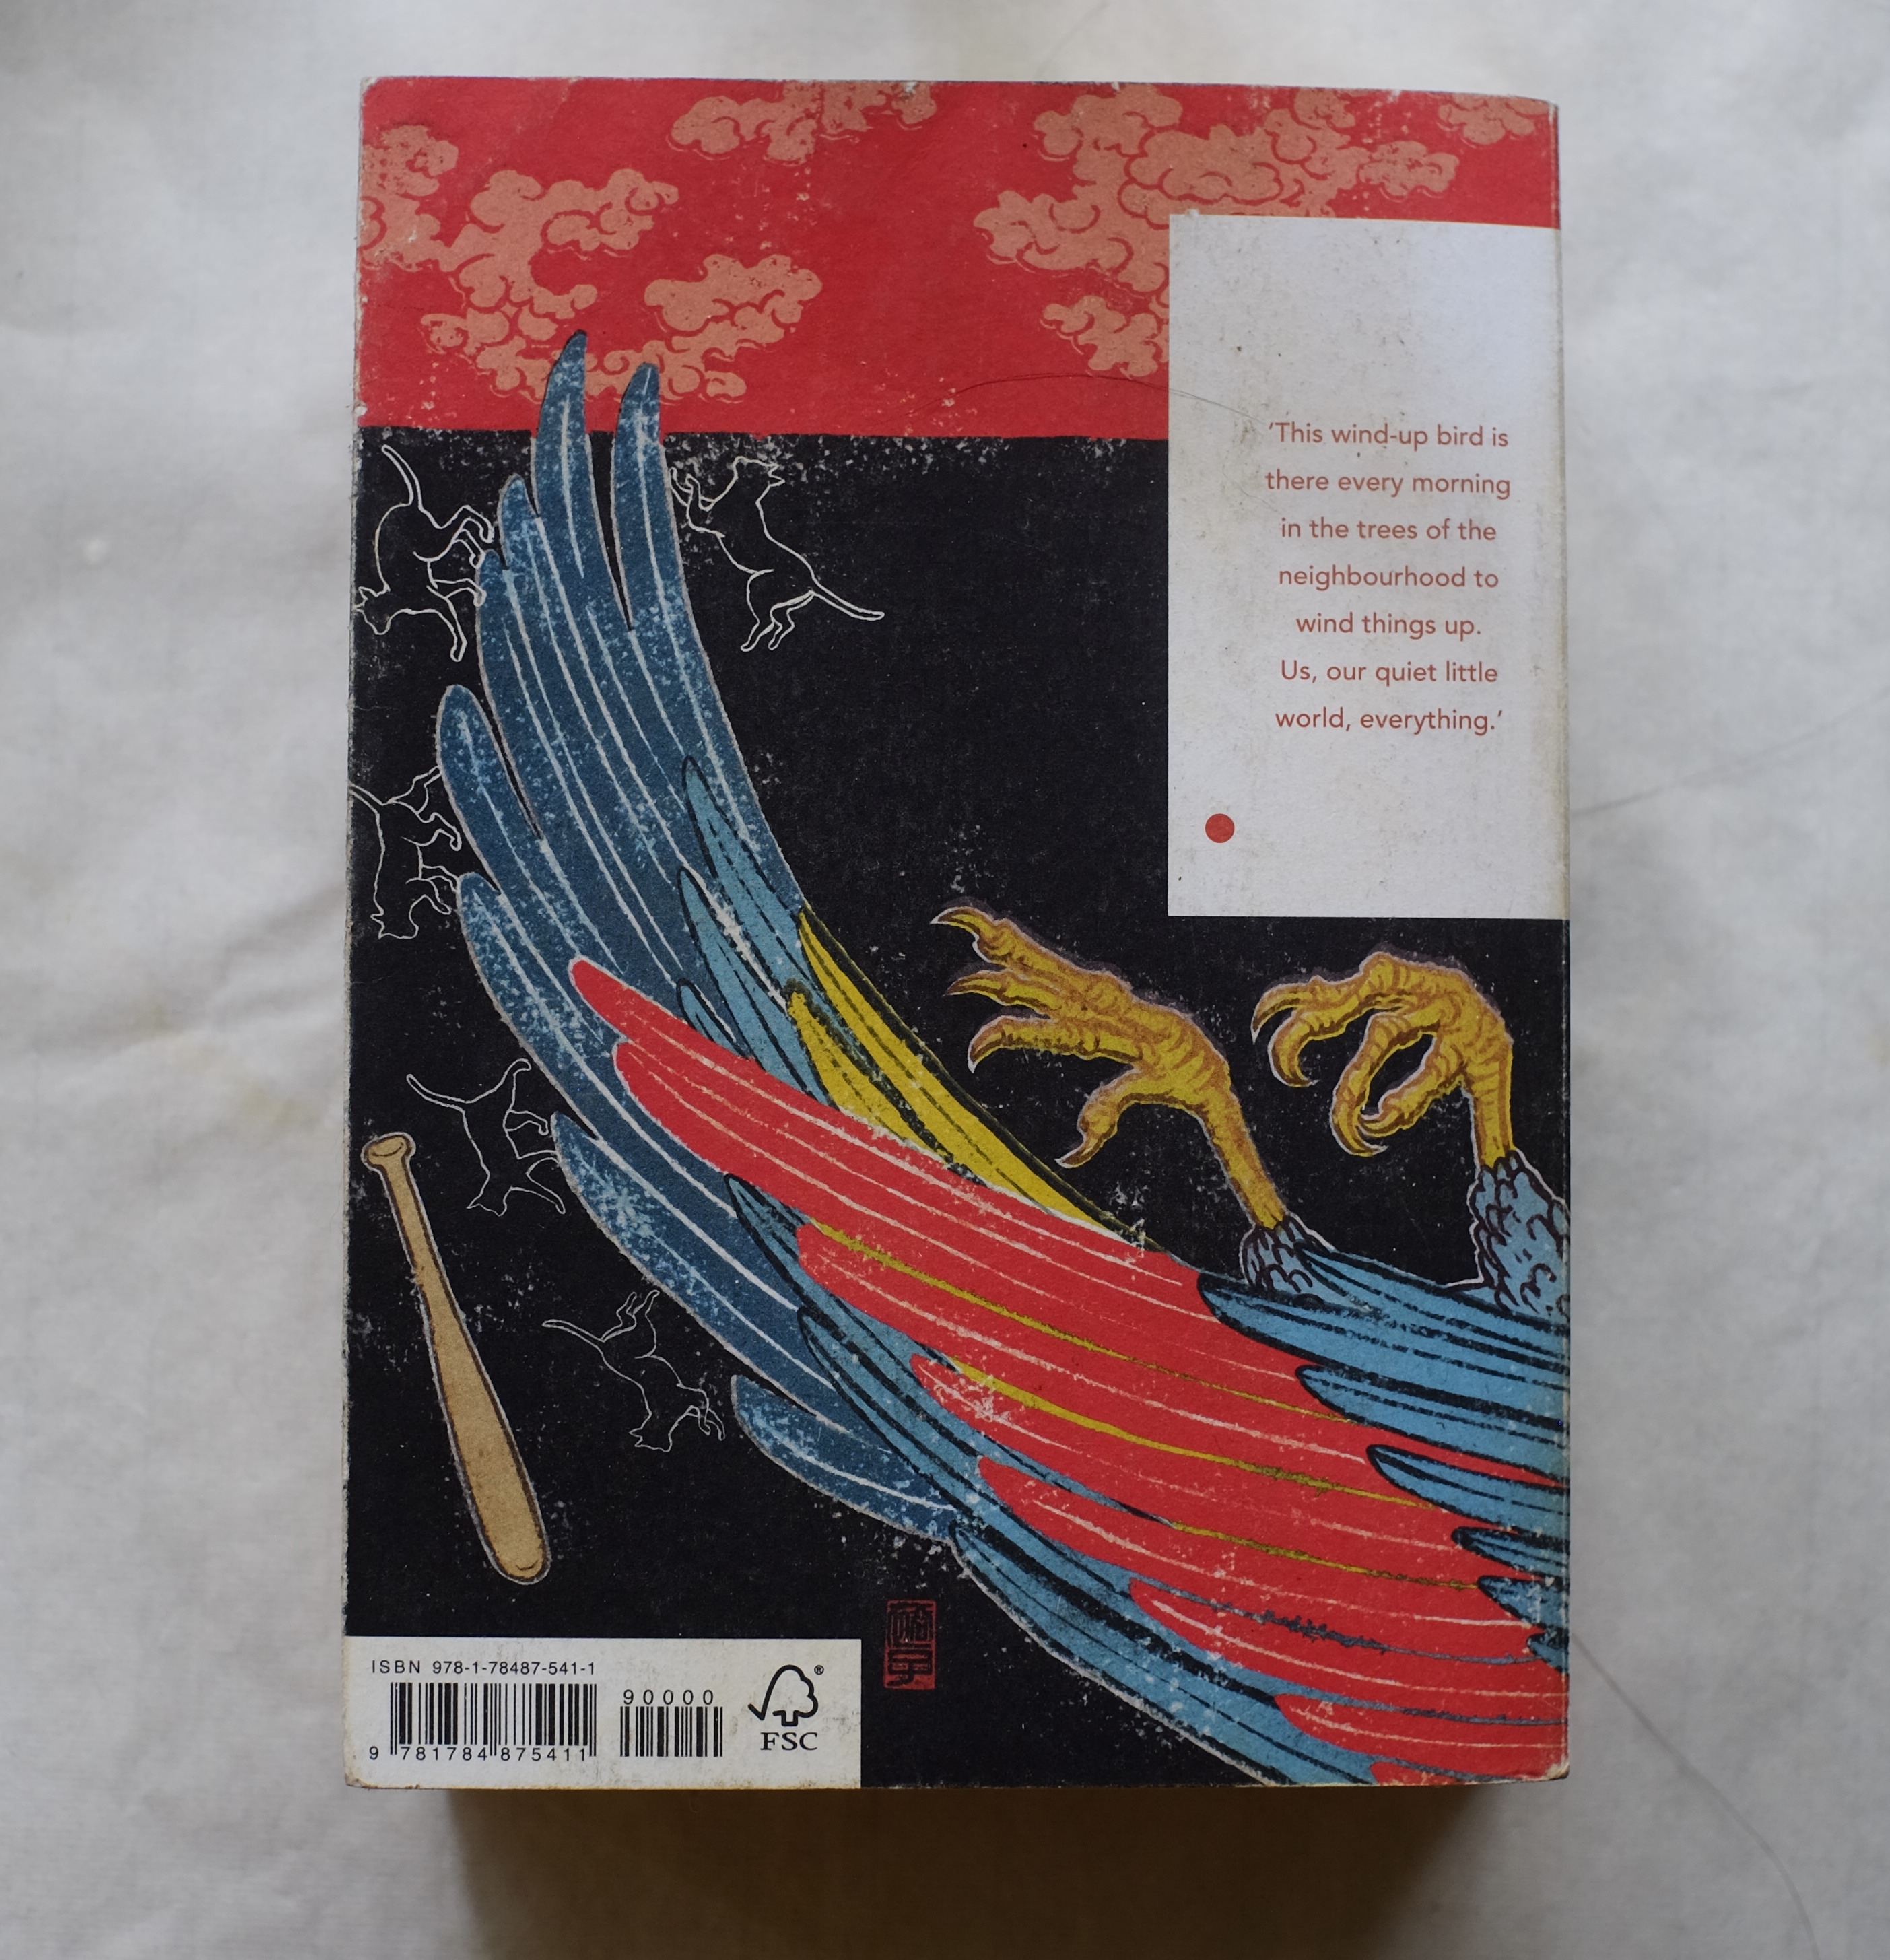 ‘This wind-up bird is
there every morning
in the trees of the
neighbourhood to
wind things up.
Us, our quiet little
world, everything.’
ISBN 978-1-78487-541-1
90000
9 781784 875411
®
FSC